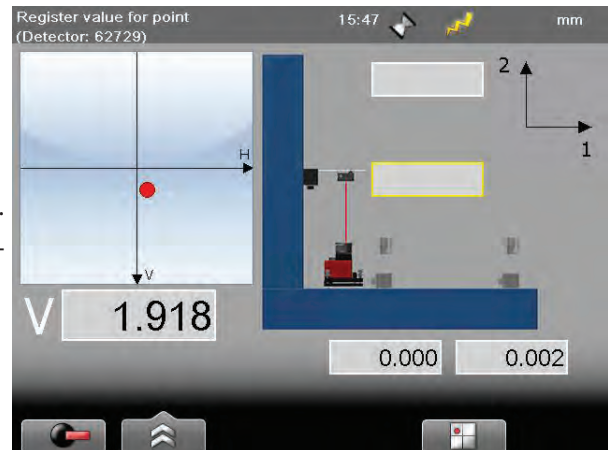 Register value for point 15:47 mm
(Detector: 62729)
2
H
1
V
V 1.918
0.000 0.002